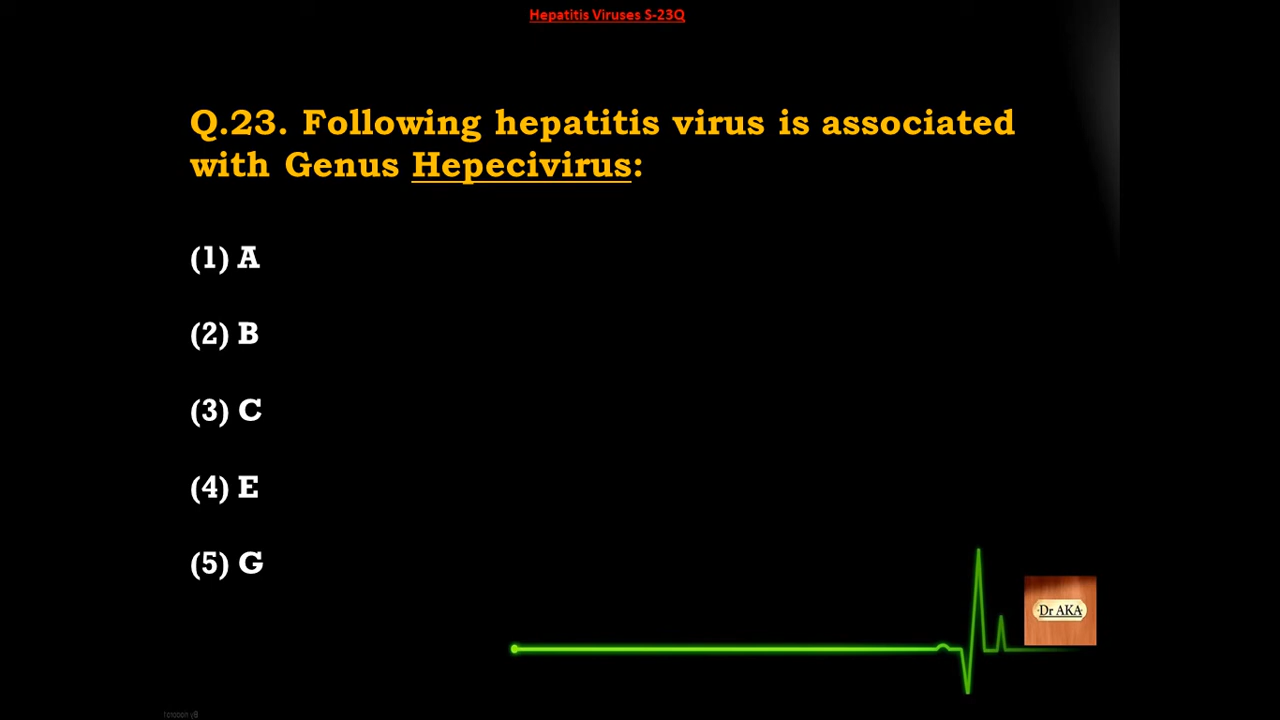 Hepatitis Viruses S-23Q
Q.23. Following hepatitis virus is associated
with Genus Hepecivirus:
(1) A
(2) B
(3) C
(4) E
(5) G
Dr AKA